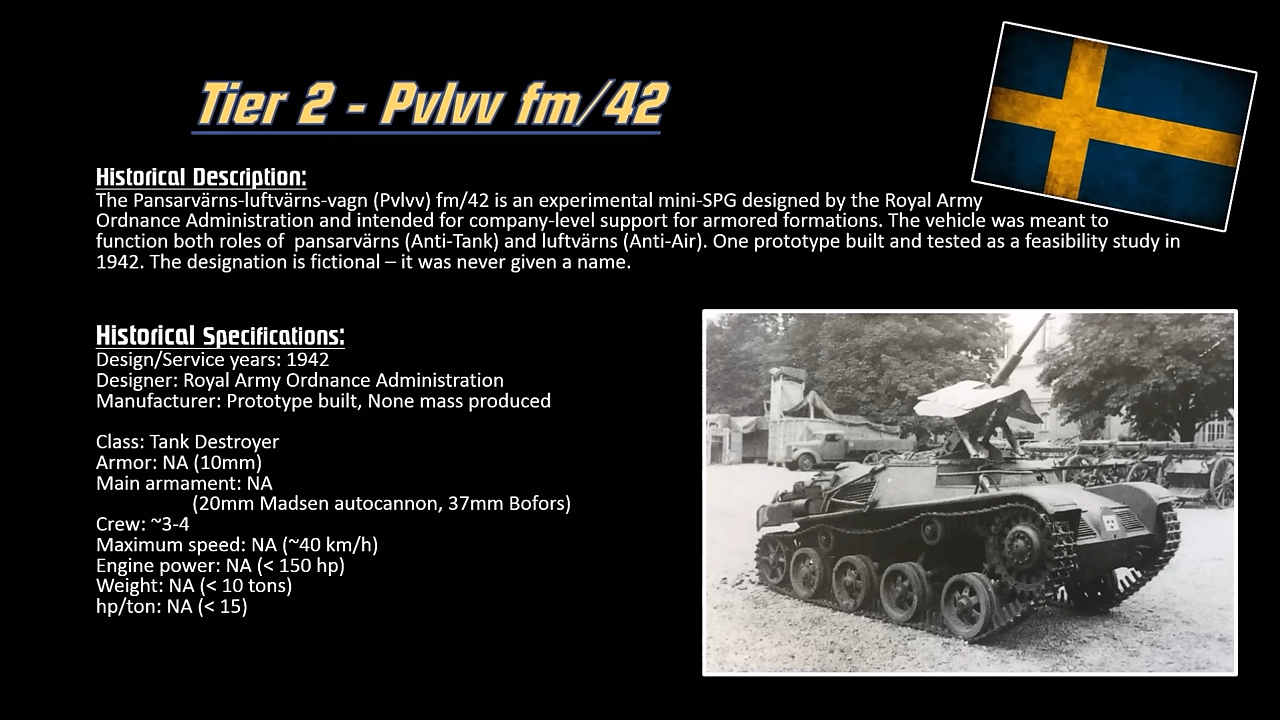 Tier 2 - Pvlvv fm/42
Historical Description:
The Pansarvärns-luftvärns-vagn (Pvlvv) fm/42 is an experimental mini-SPG designed by the Royal Army
Ordnance Administration and intended for company-level support for armored formations. The vehicle was meant to
function both roles of  pansarvärns (Anti-Tank) and luftvärns (Anti-Air). One prototype built and tested as a feasibility study in
1942. The designation is fictional – it was never given a name.
Historical Specifications:
Design/Service years: 1942
Designer: Royal Army Ordnance Administration
Manufacturer: Prototype built, None mass produced
Class: Tank Destroyer
Armor: NA (10mm)
Main armament: NA
(20mm Madsen autocannon, 37mm Bofors)
Crew: ~3-4
Maximum speed: NA (~40 km/h)
Engine power: NA (< 150 hp)
Weight: NA (< 10 tons)
hp/ton: NA (< 15)